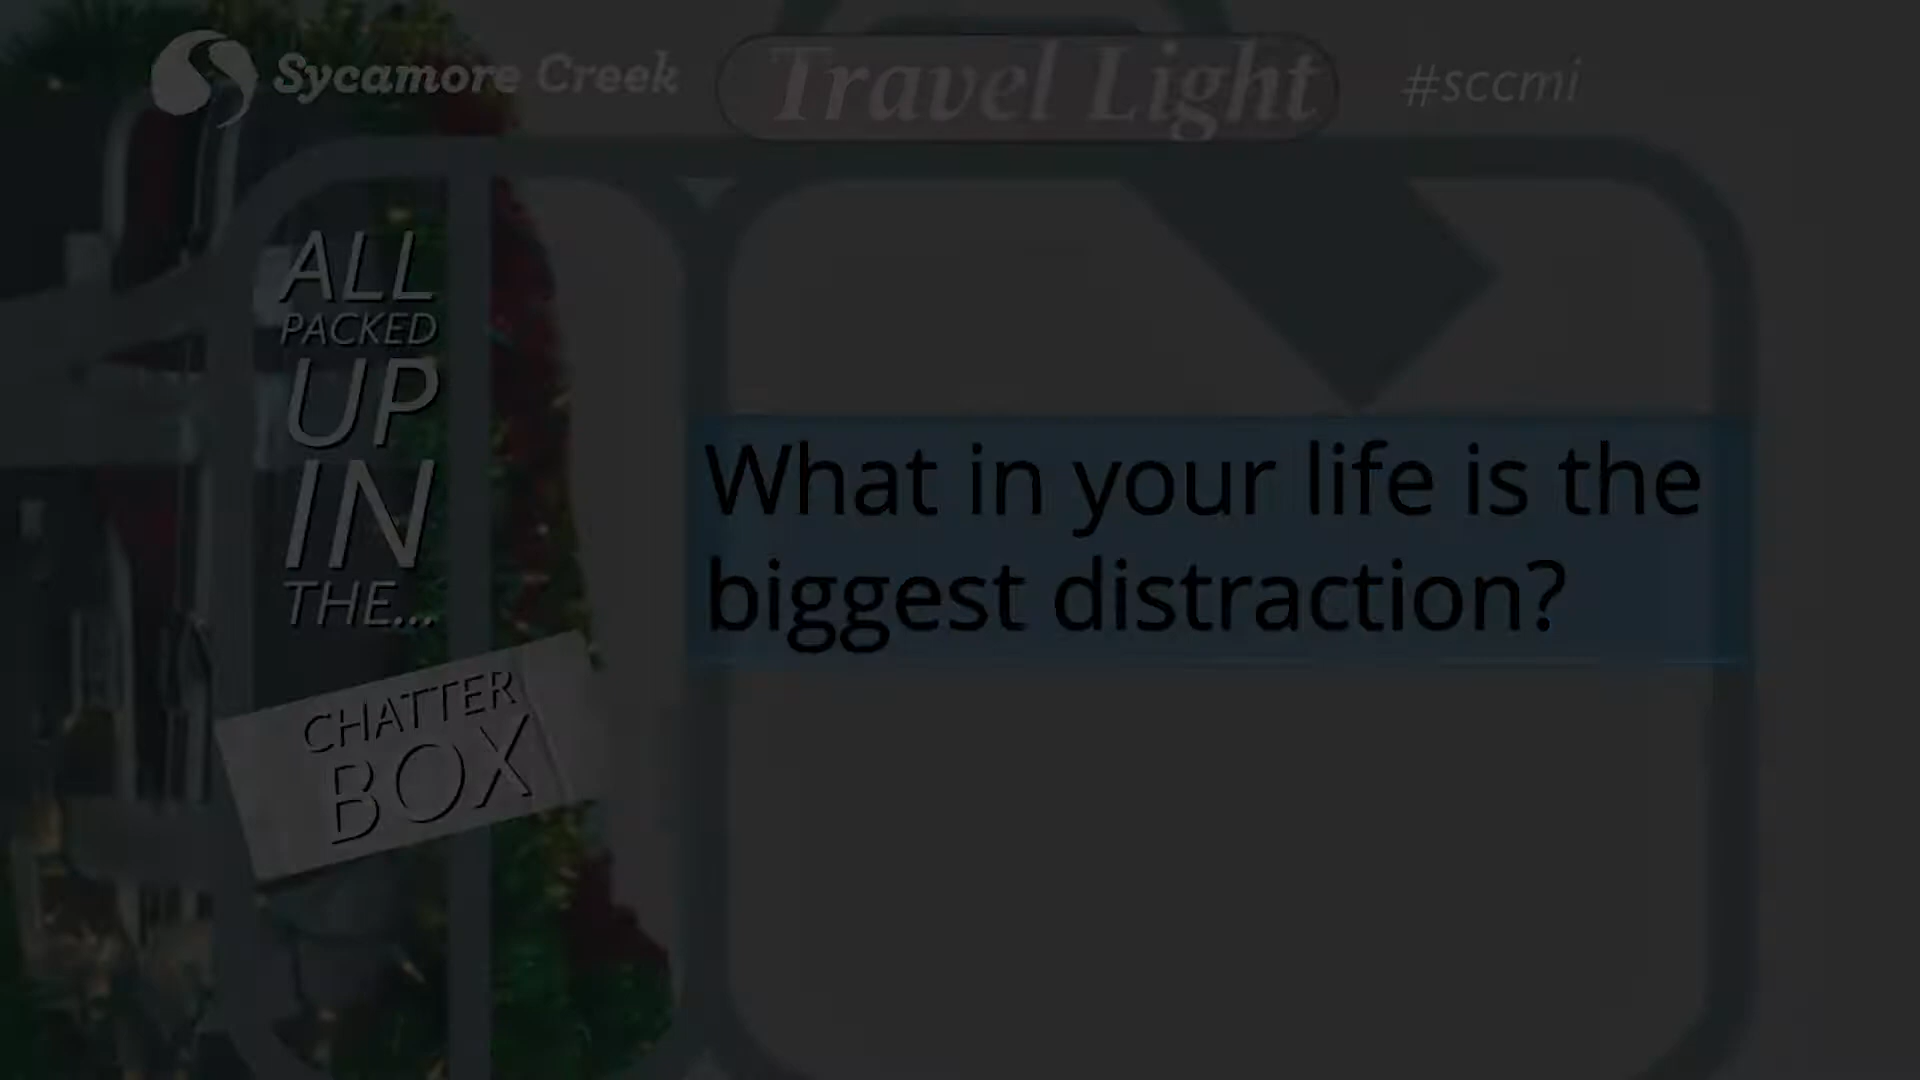 Sycamore Creek
Travel Light
#sccmi
ALL
PACKED
UP
IN
THE...
CHATTER
BOX
What in your life is the
biggest distraction?